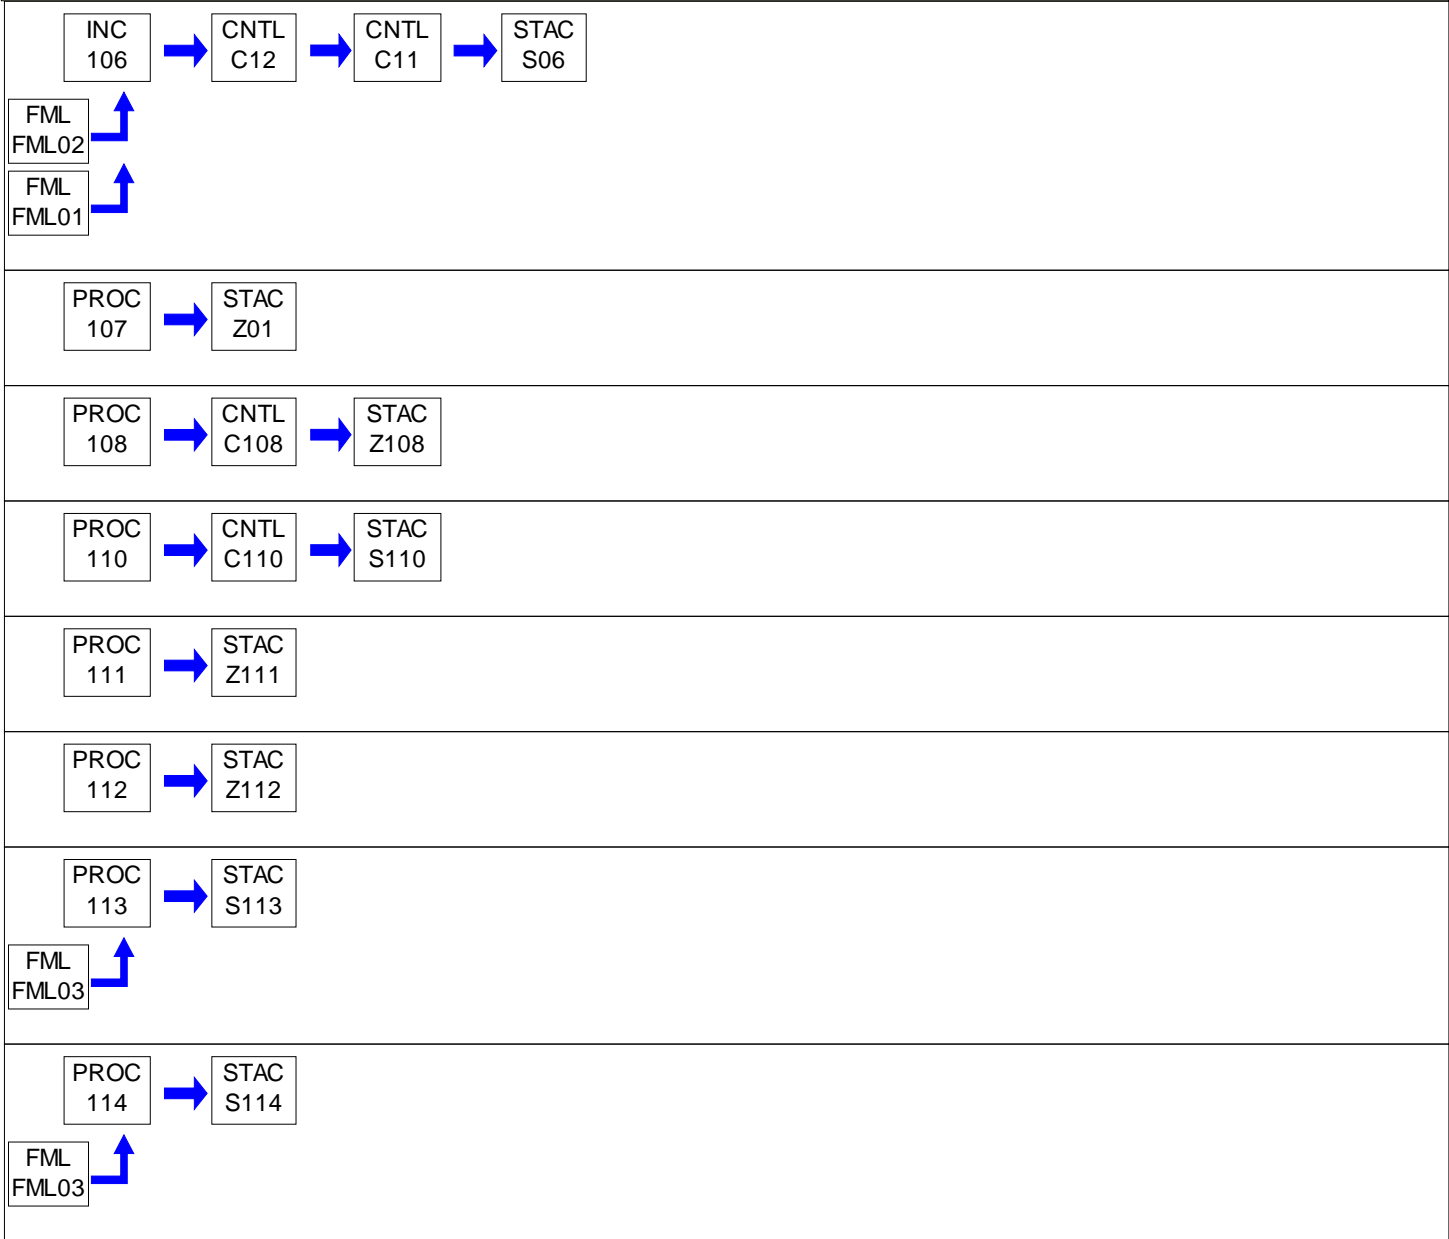 INC
106
CNTL
C12
CNTL
C11
STAC
S06
FML
FML02
FML
FML01
PROC
107
STAC
Z01
PROC
108
CNTL
C108
STAC
Z108
PROC
110
CNTL
C110
STAC
S110
PROC
111
STAC
Z111
PROC
112
STAC
Z112
PROC
113
STAC
S113
FML
FML03
PROC
114
STAC
S114
FML
FML03